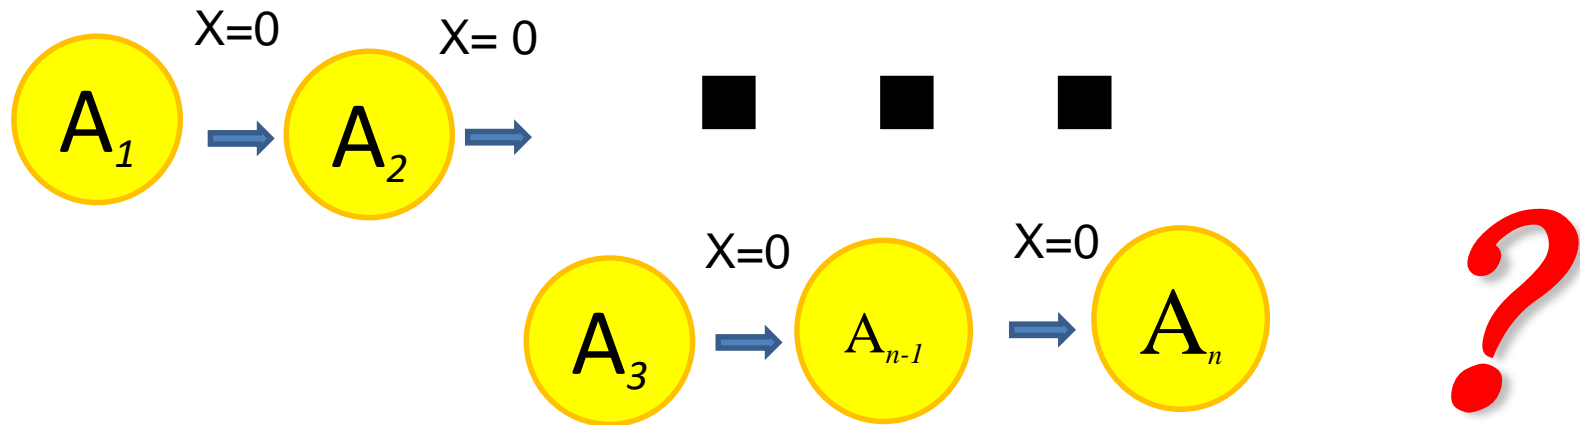 X=0 X= 0
A1 A2
X=0 X=0
A3 An-1 An
?